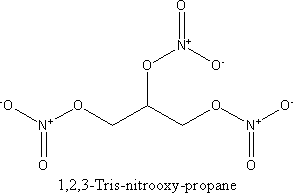 O
N+
O
O-
O-
O
O
O-
N+
N+
O
O
1,2,3-Tris-nitrooxy-propane